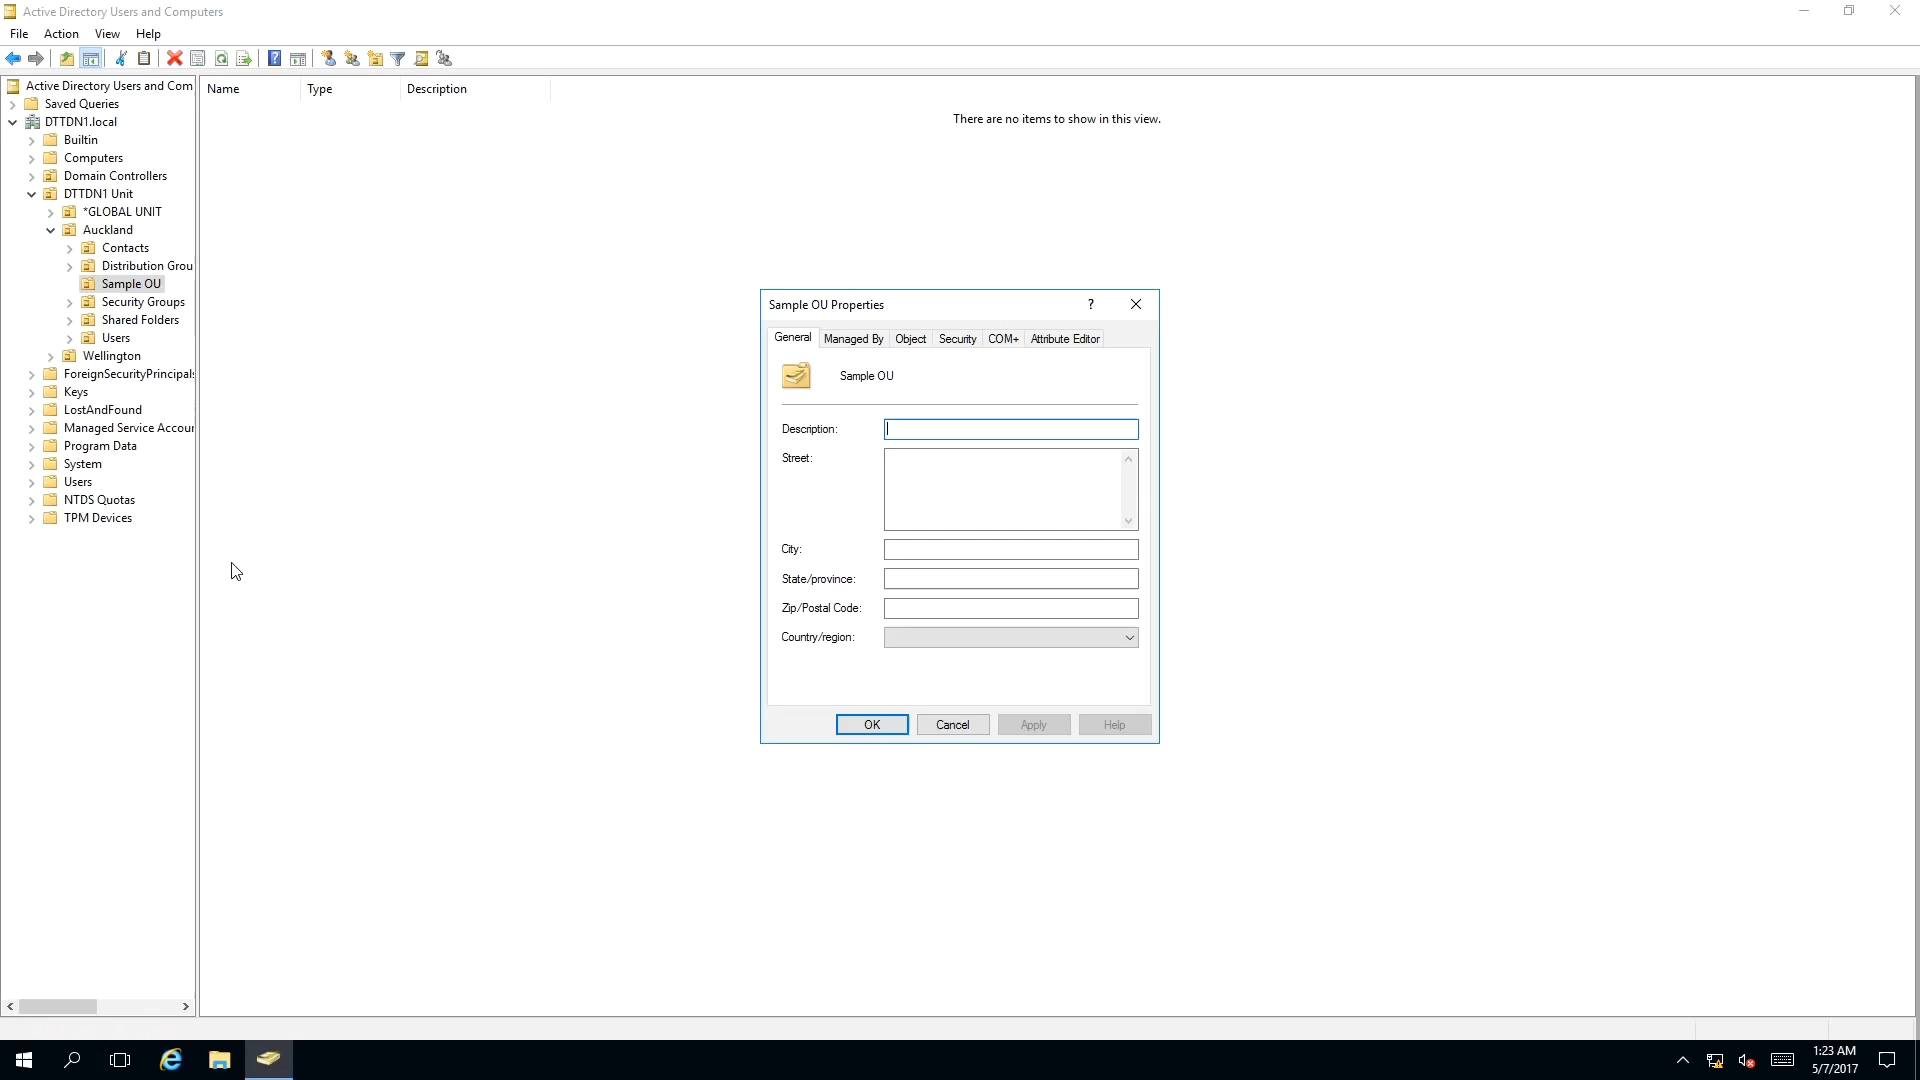 Active Directory Users and Computers
File Action View Help
Active Directory Users and Com
Saved Queries
DTTDN1.local
Builtin
Computers
Domain Controllers
DTTDN1 Unit
*GLOBAL UNIT
Auckland
Contacts
Distribution Grou
Sample OU
Security Groups
Shared Folders
Users
Wellington
ForeignSecurityPrincipals
Keys
LostAndFound
Managed Service Accour
Program Data
System
Users
NTDS Quotas
TPM Devices
Name Type Description
There are no items to show in this view.
Sample OU Properties ?
General Managed By Object Security COM+ Attribute Editor
Sample OU
Description:
Street:
City:
State/province:
Zip/Postal Code:
Country/region:
OK Cancel Apply Help
1:23 AM
5/7/2017